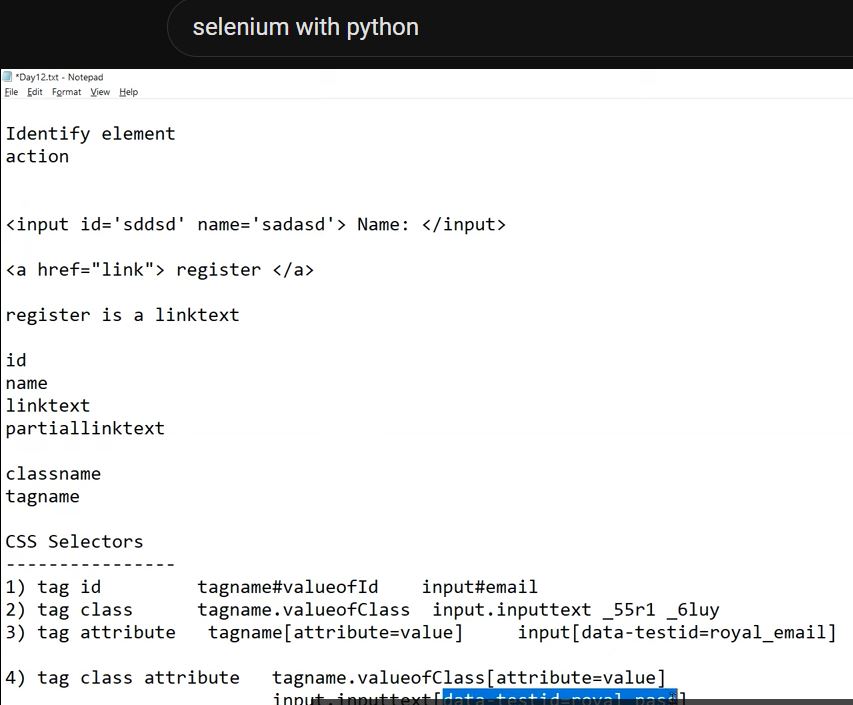 selenium with python
*Day12.txt - Notepad
File Edit Format View Help
Identify element
action
<input id='sddsd' name='sadasd'> Name: </input>
<a href="link"> register </a>
register is a linktext
id
name
linktext
partiallinktext
classname
tagname
CSS Selectors
----------------
1) tag id tagname#valueofId input#email
2) tag class tagname.valueofClass input.inputtext _55r1 _6luy
3) tag attribute tagname[attribute=value] input[data-testid=royal_email]
4) tag class attribute tagname.valueofClass[attribute=value]
input.inputtext[data-testid=royal_pass]